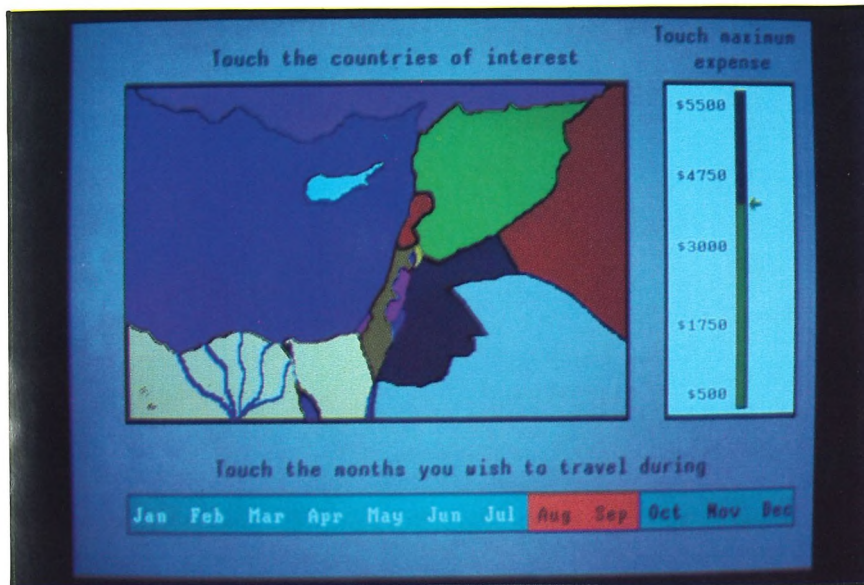 Touch the countries of interest
Touch maximum
expense
$5500
$4750
$3000
$1750
$500
Touch the months you wish to travel during
Jan Feb Mar Apr May Jun Jul Aug Sep Oct Nov Dec